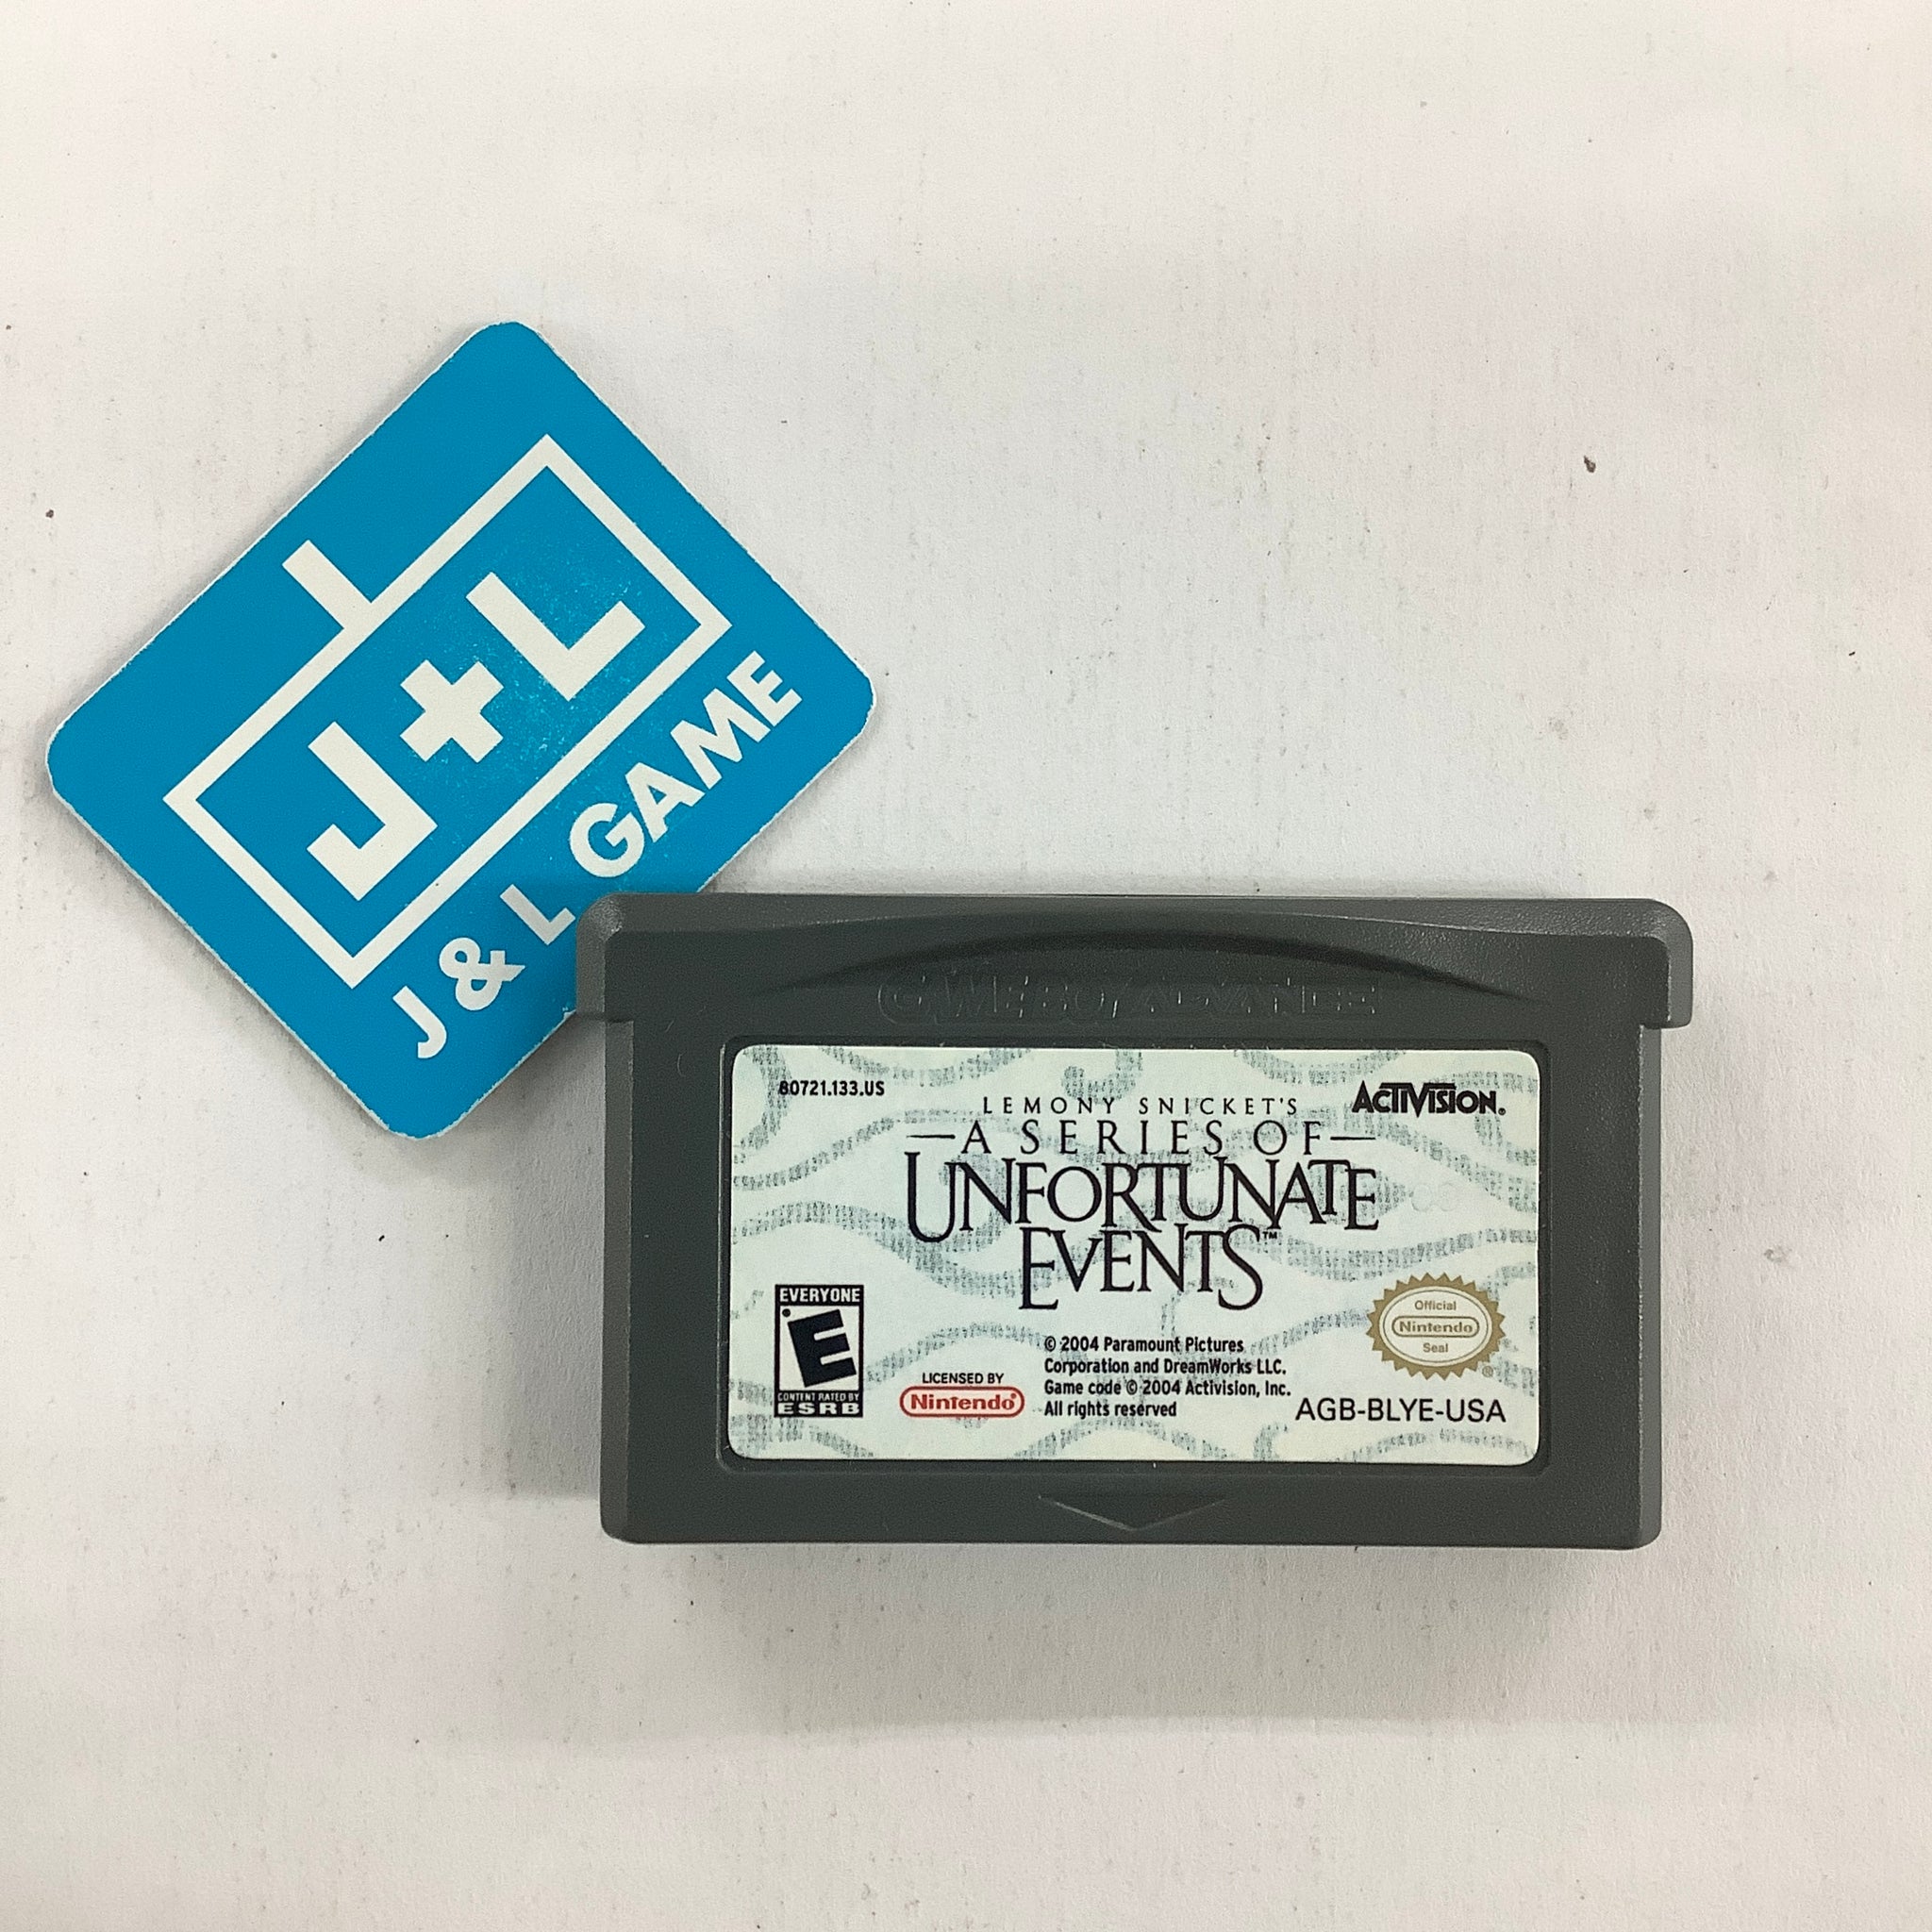 J+L
J & L GAME
GAME BOY ADVANCE
80721.133.US
ACTIVISION®
LEMONY SNICKET'S
—A SERIES OF—
UNFORTUNATE
EVENTS™
EVERYONE
E
CONTENT RATED BY
ESRB
LICENSED BY
Nintendo®
© 2004 Paramount Pictures
Corporation and DreamWorks LLC.
Game code © 2004 Activision, Inc.
All rights reserved
Official
Nintendo
Seal
®
AGB-BLYE-USA